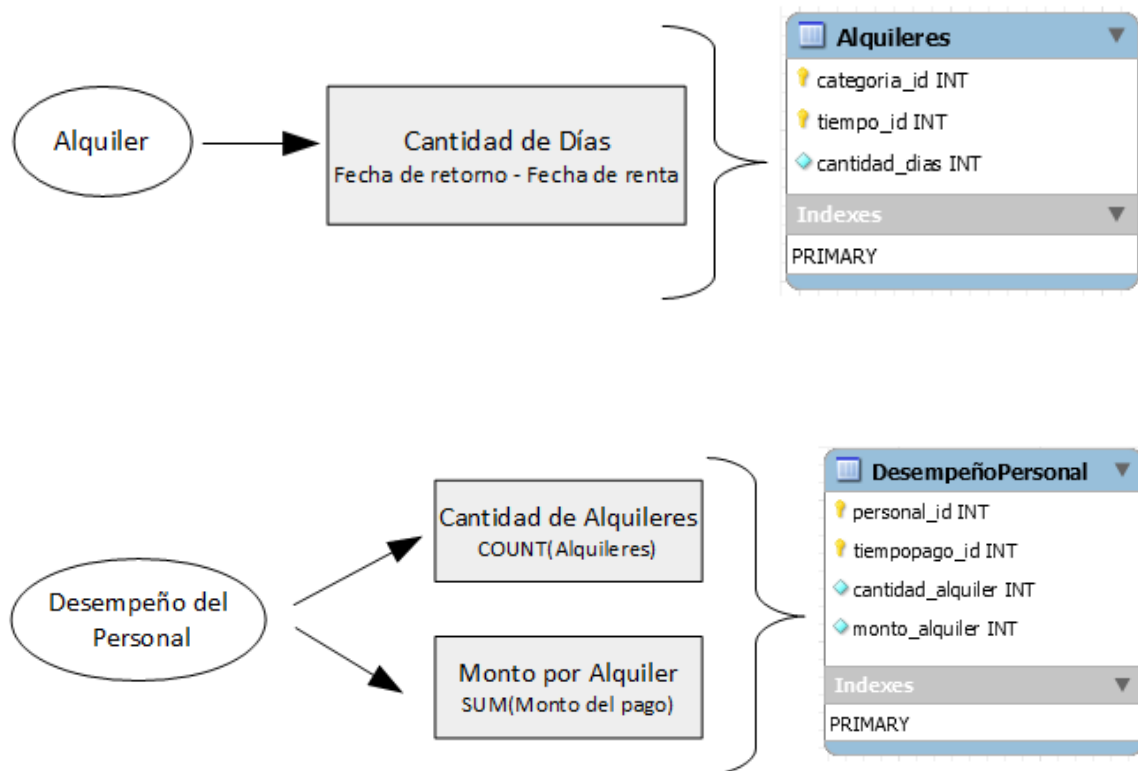 Alquiler
Cantidad de Días
Fecha de retorno - Fecha de renta
Alquileres
categoria_id INT
tiempo_id INT
cantidad_dias INT
Indexes
PRIMARY
Desempeño del
Personal
Cantidad de Alquileres
COUNT(Alquileres)
Monto por Alquiler
SUM(Monto del pago)
DesempeñoPersonal
personal_id INT
tiempopago_id INT
cantidad_alquiler INT
monto_alquiler INT
Indexes
PRIMARY